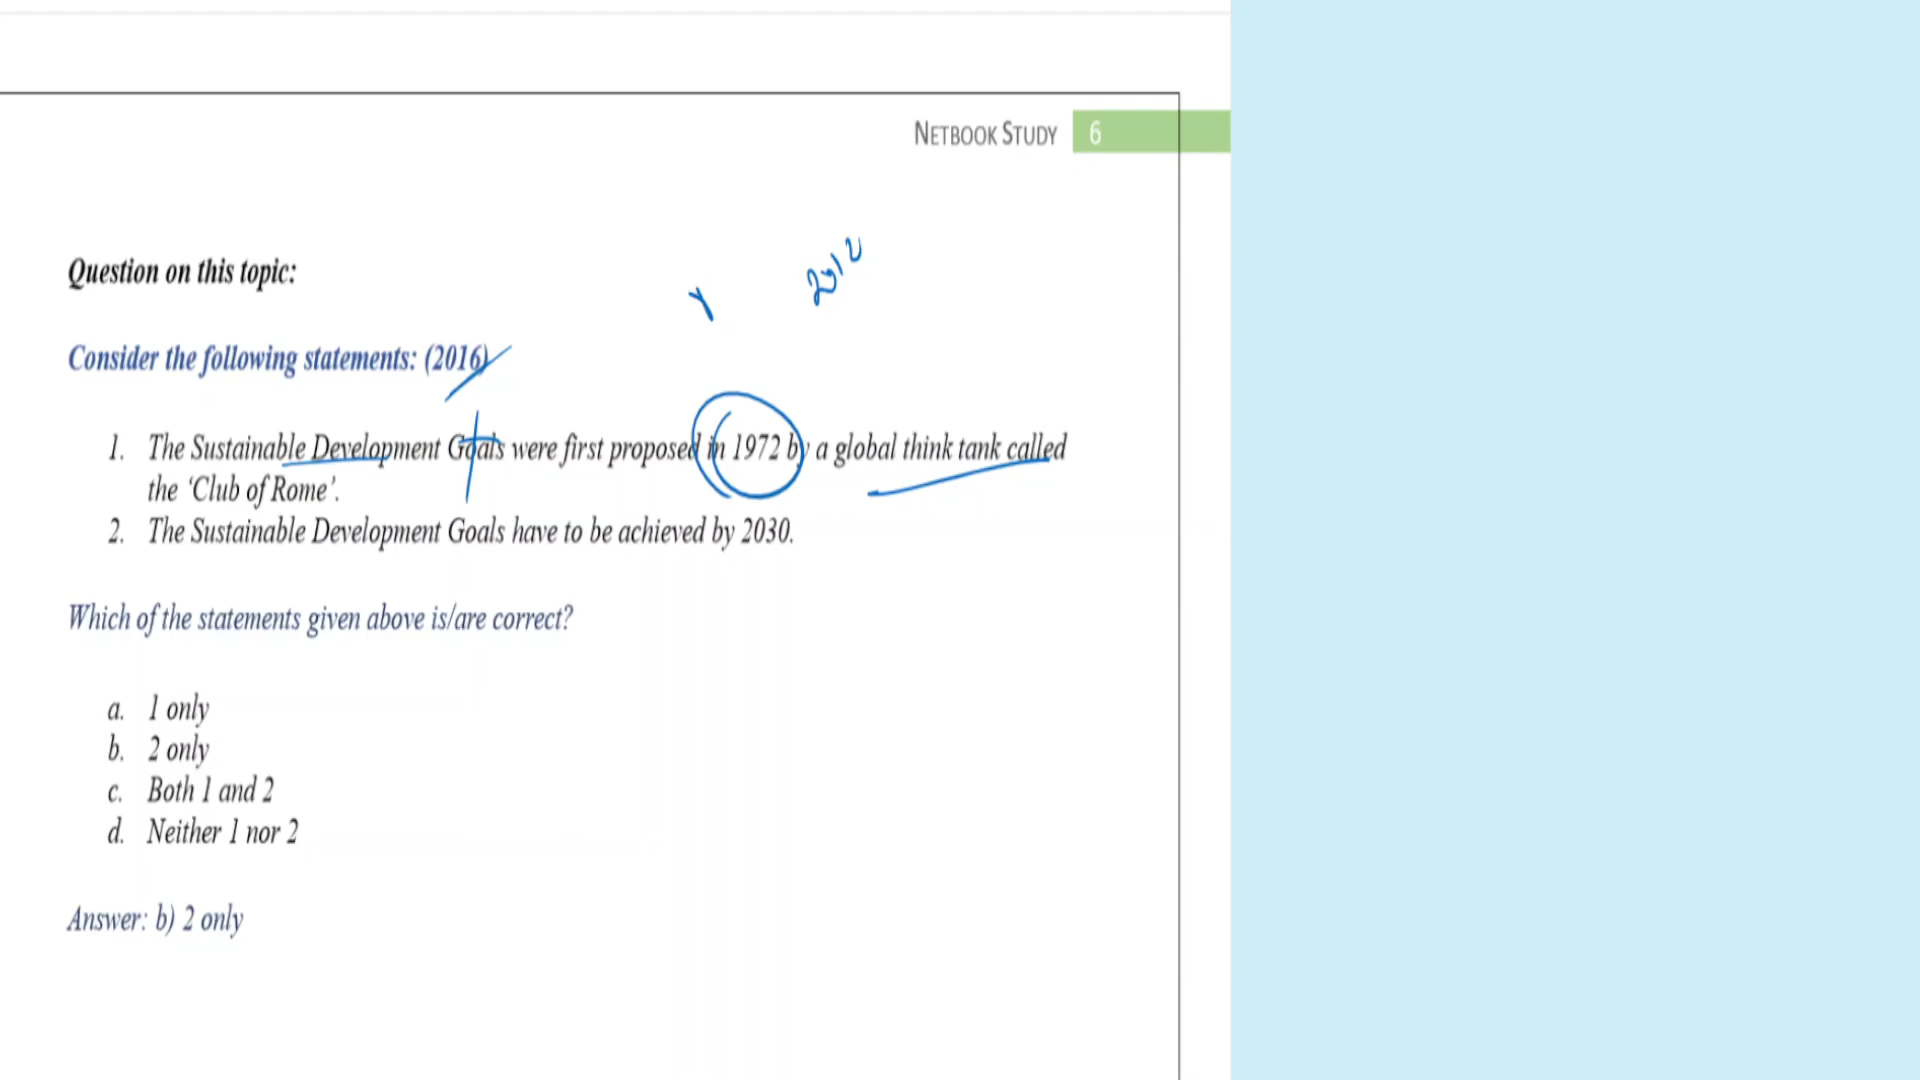 NETBOOK STUDY 6
2012
Question on this topic:
Consider the following statements: (2016)
1. The Sustainable Development Goals were first proposed in 1972 by a global think tank called
the ‘Club of Rome’.
2. The Sustainable Development Goals have to be achieved by 2030.
Which of the statements given above is/are correct?
a. 1 only
b. 2 only
c. Both 1 and 2
d. Neither 1 nor 2
Answer: b) 2 only